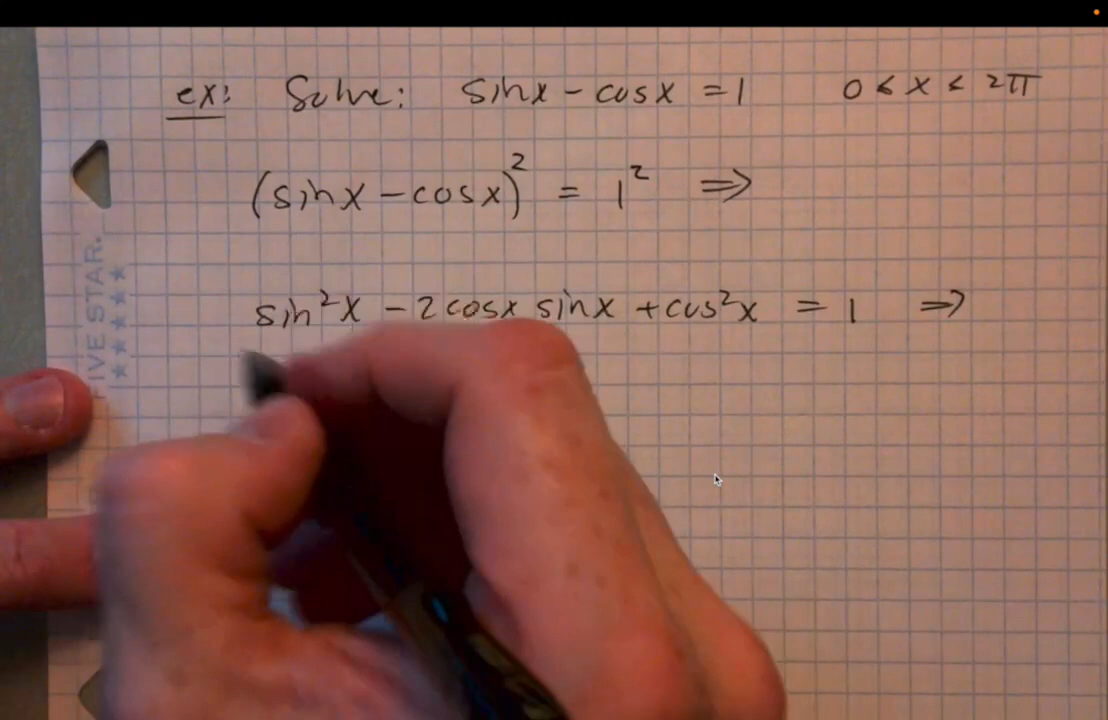 ex: Solve: sinx - cosx = 1 0 < x < 2π
(sinx - cosx)² = 1² ⇒
sin²x - 2cosx sinx + cos²x = 1 ⇒
FIVE STAR.
★★★★★